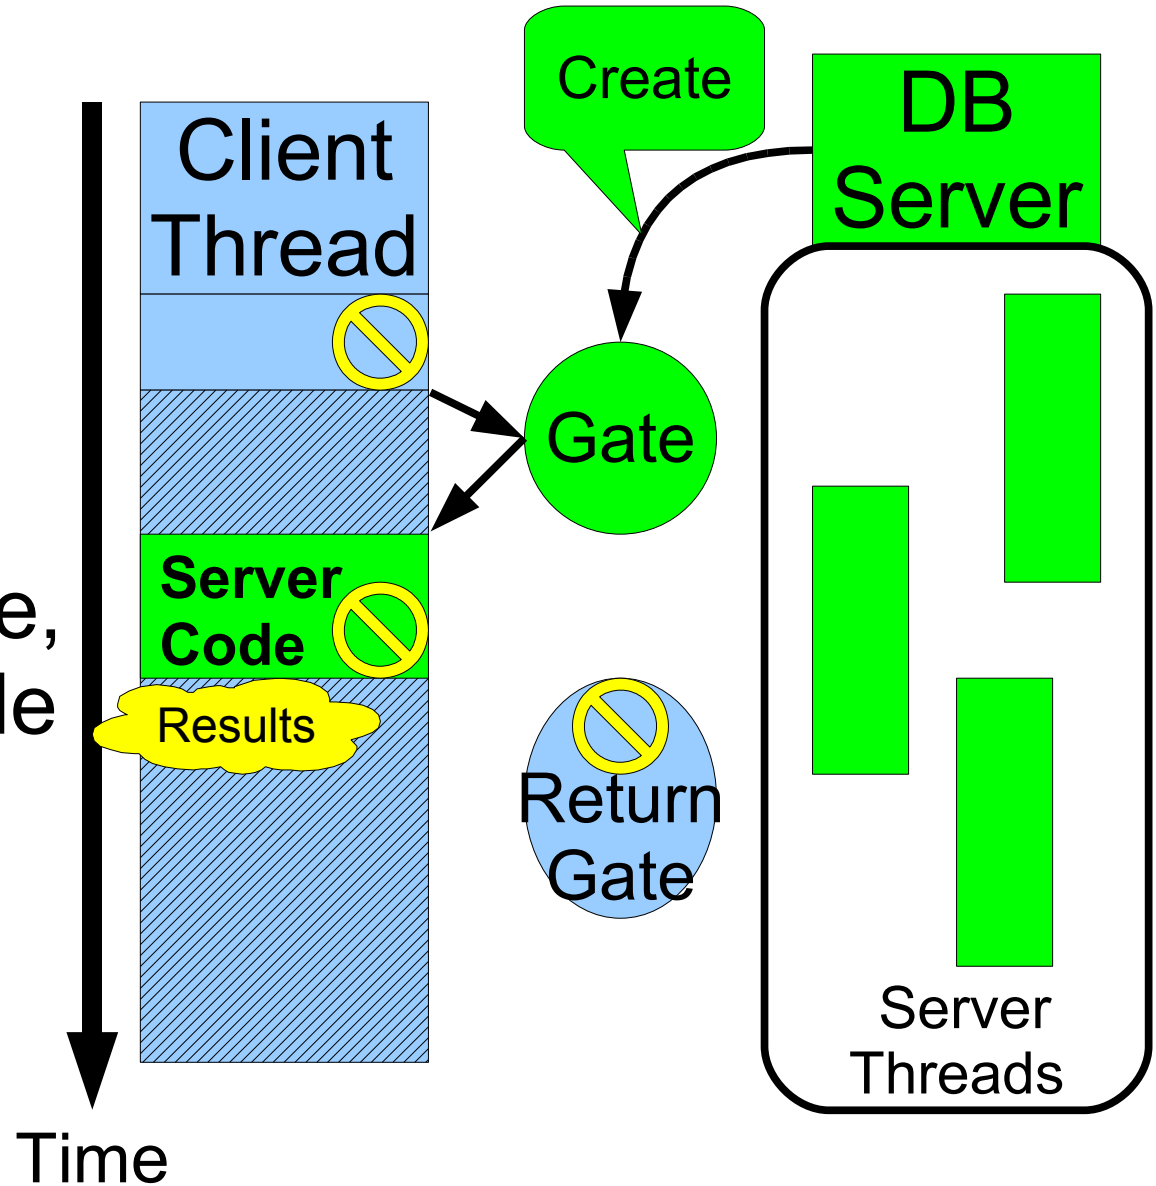 Create
DB
Server
Client
Thread
Gate
Server
Code
e,
le
Results
Return
Gate
Server
Threads
Time